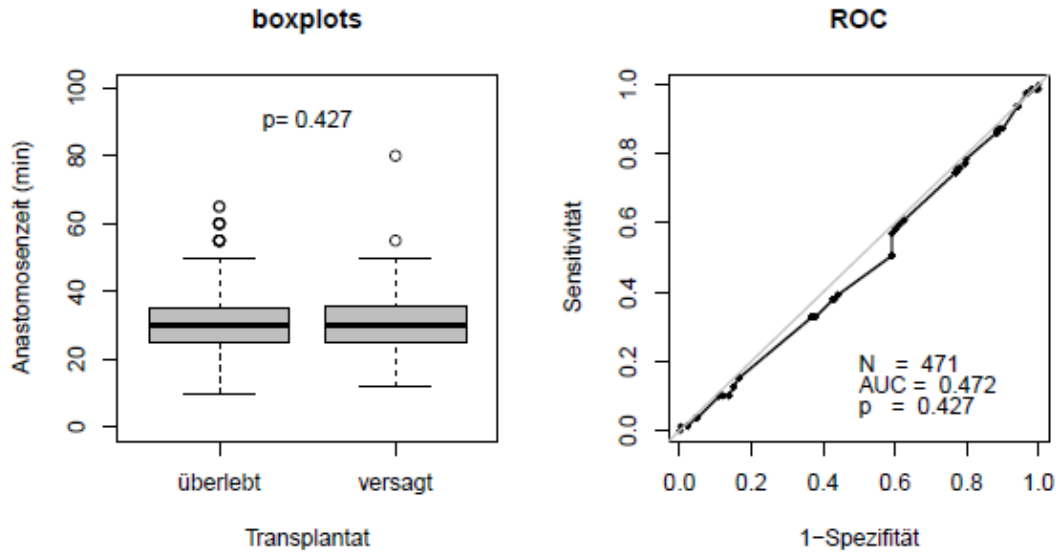 boxplots
p= 0.427
Anastomosenzeit (min)
100
80
60
40
20
0
überlebt
versagt
Transplantat
ROC
Sensitivität
1.0
0.8
0.6
0.4
0.2
0.0
N = 471
AUC = 0.472
p = 0.427
0.0 0.2 0.4 0.6 0.8 1.0
1−Spezifität